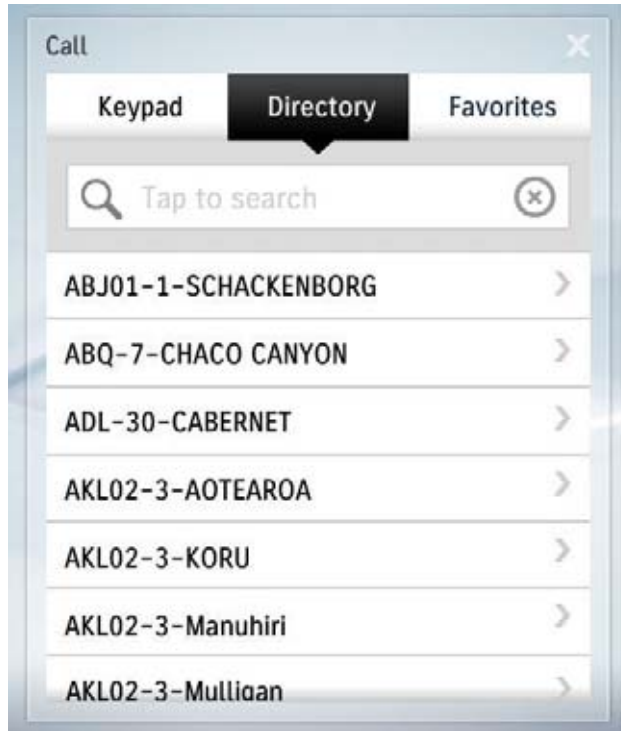 Call
Keypad Directory Favorites
Tap to search
ABJ01-1-SCHACKENBORG
ABQ-7-CHACO CANYON
ADL-30-CABERNET
AKL02-3-AOTEAROA
AKL02-3-KORU
AKL02-3-Manuhiri
AKL02-3-Mulligan